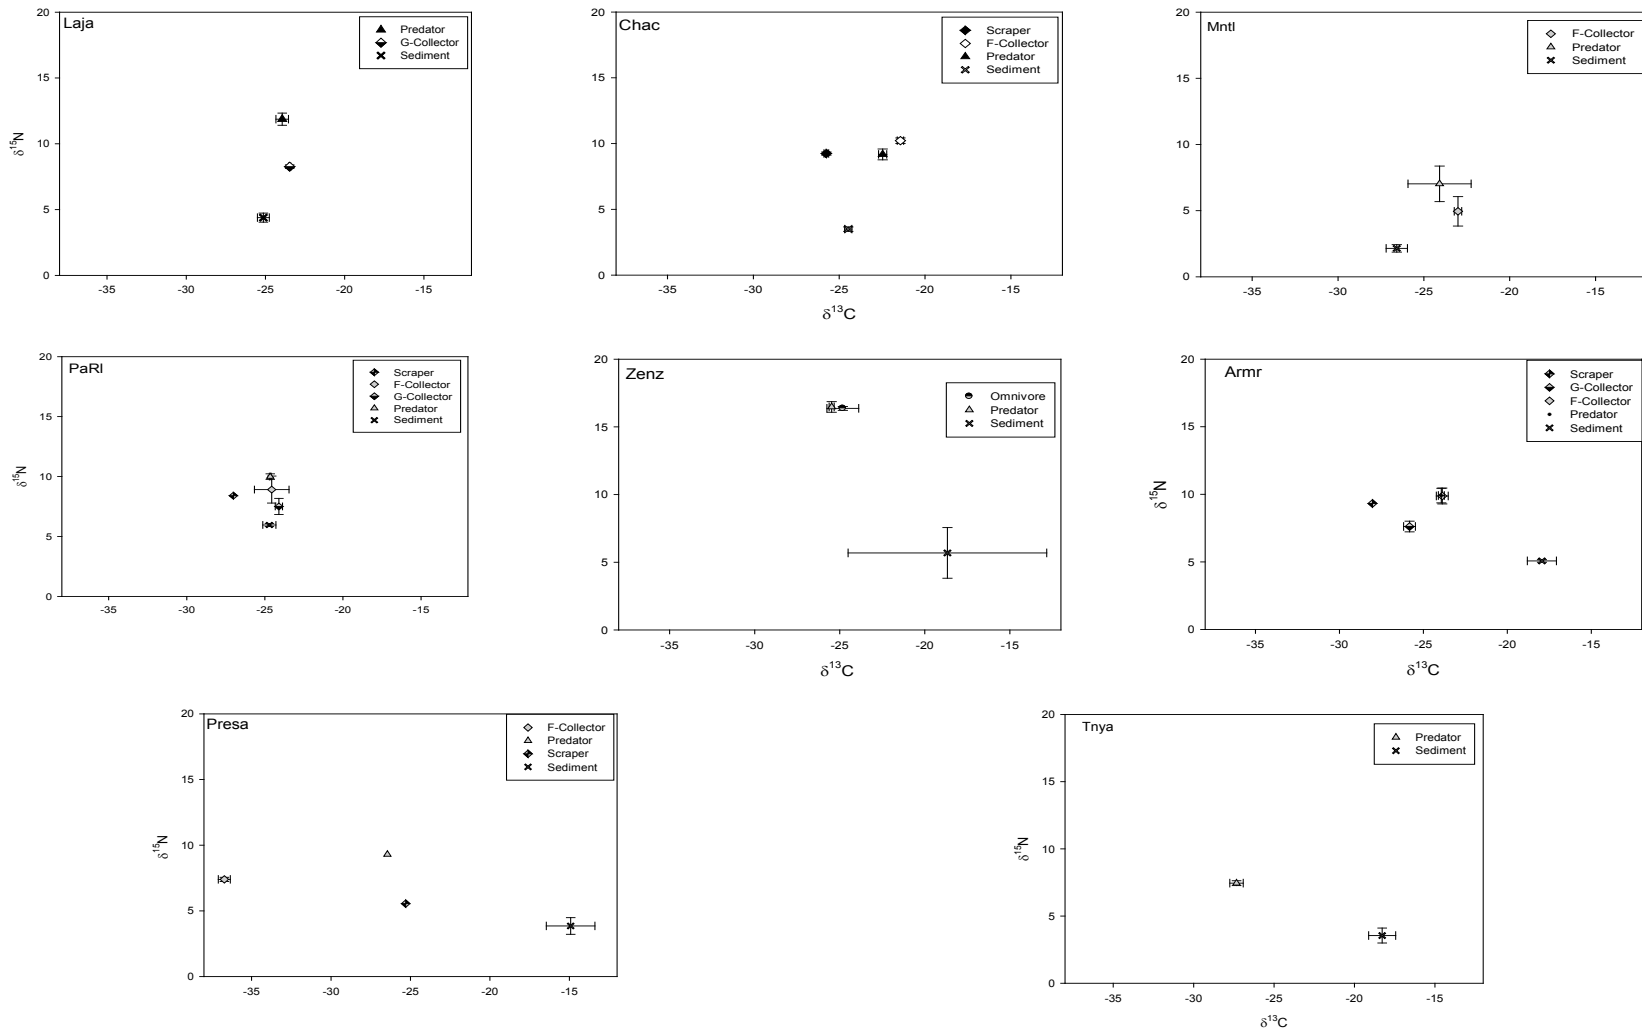 Laja
Predator
G-Collector
Sediment
20
15
10
5
0
δ15N
-35
-30
-25
-20
-15
Chac
Scraper
F-Collector
Predator
Sediment
20
15
10
5
0
-35
-30
-25
-20
-15
δ13C
Mntl
F-Collector
Predator
Sediment
20
15
10
5
0
-35
-30
-25
-20
-15
PaRl
Scraper
F-Collector
G-Collector
Predator
Sediment
20
15
10
5
0
δ15N
-35
-30
-25
-20
-15
Zenz
Omnivore
Predator
Sediment
20
15
10
5
0
-35
-30
-25
-20
-15
δ13C
Armr
Scraper
G-Collector
F-Collector
Predator
Sediment
20
15
10
5
0
δ15N
-35
-30
-25
-20
-15
δ13C
Presa
F-Collector
Predator
Scraper
Sediment
20
15
10
5
0
δ15N
-35
-30
-25
-20
-15
Tnya
Predator
Sediment
20
15
10
5
0
δ15N
-35
-30
-25
-20
-15
δ13C